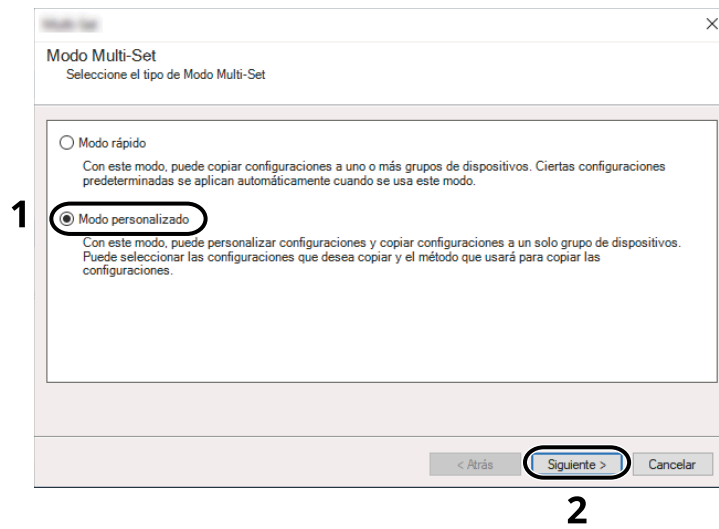 Modo Multi-Set
Seleccione el tipo de Modo Multi-Set
Modo rápido
Con este modo, puede copiar configuraciones a uno o más grupos de dispositivos. Ciertas configuraciones
predeterminadas se aplican automáticamente cuando se usa este modo.
1
Modo personalizado
Con este modo, puede personalizar configuraciones y copiar configuraciones a un solo grupo de dispositivos.
Puede seleccionar las configuraciones que desea copiar y el método que usará para copiar las
configuraciones.
< Atrás Siguiente > Cancelar
2